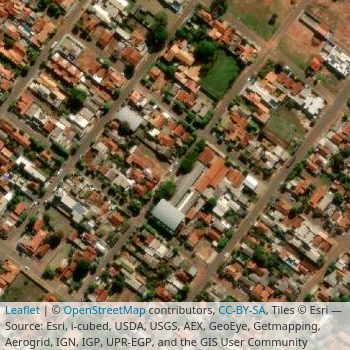 Leaflet | © OpenStreetMap contributors, CC-BY-SA, Tiles © Esri —
Source: Esri, i-cubed, USDA, USGS, AEX, GeoEye, Getmapping,
Aerogrid, IGN, IGP, UPR-EGP, and the GIS User Community